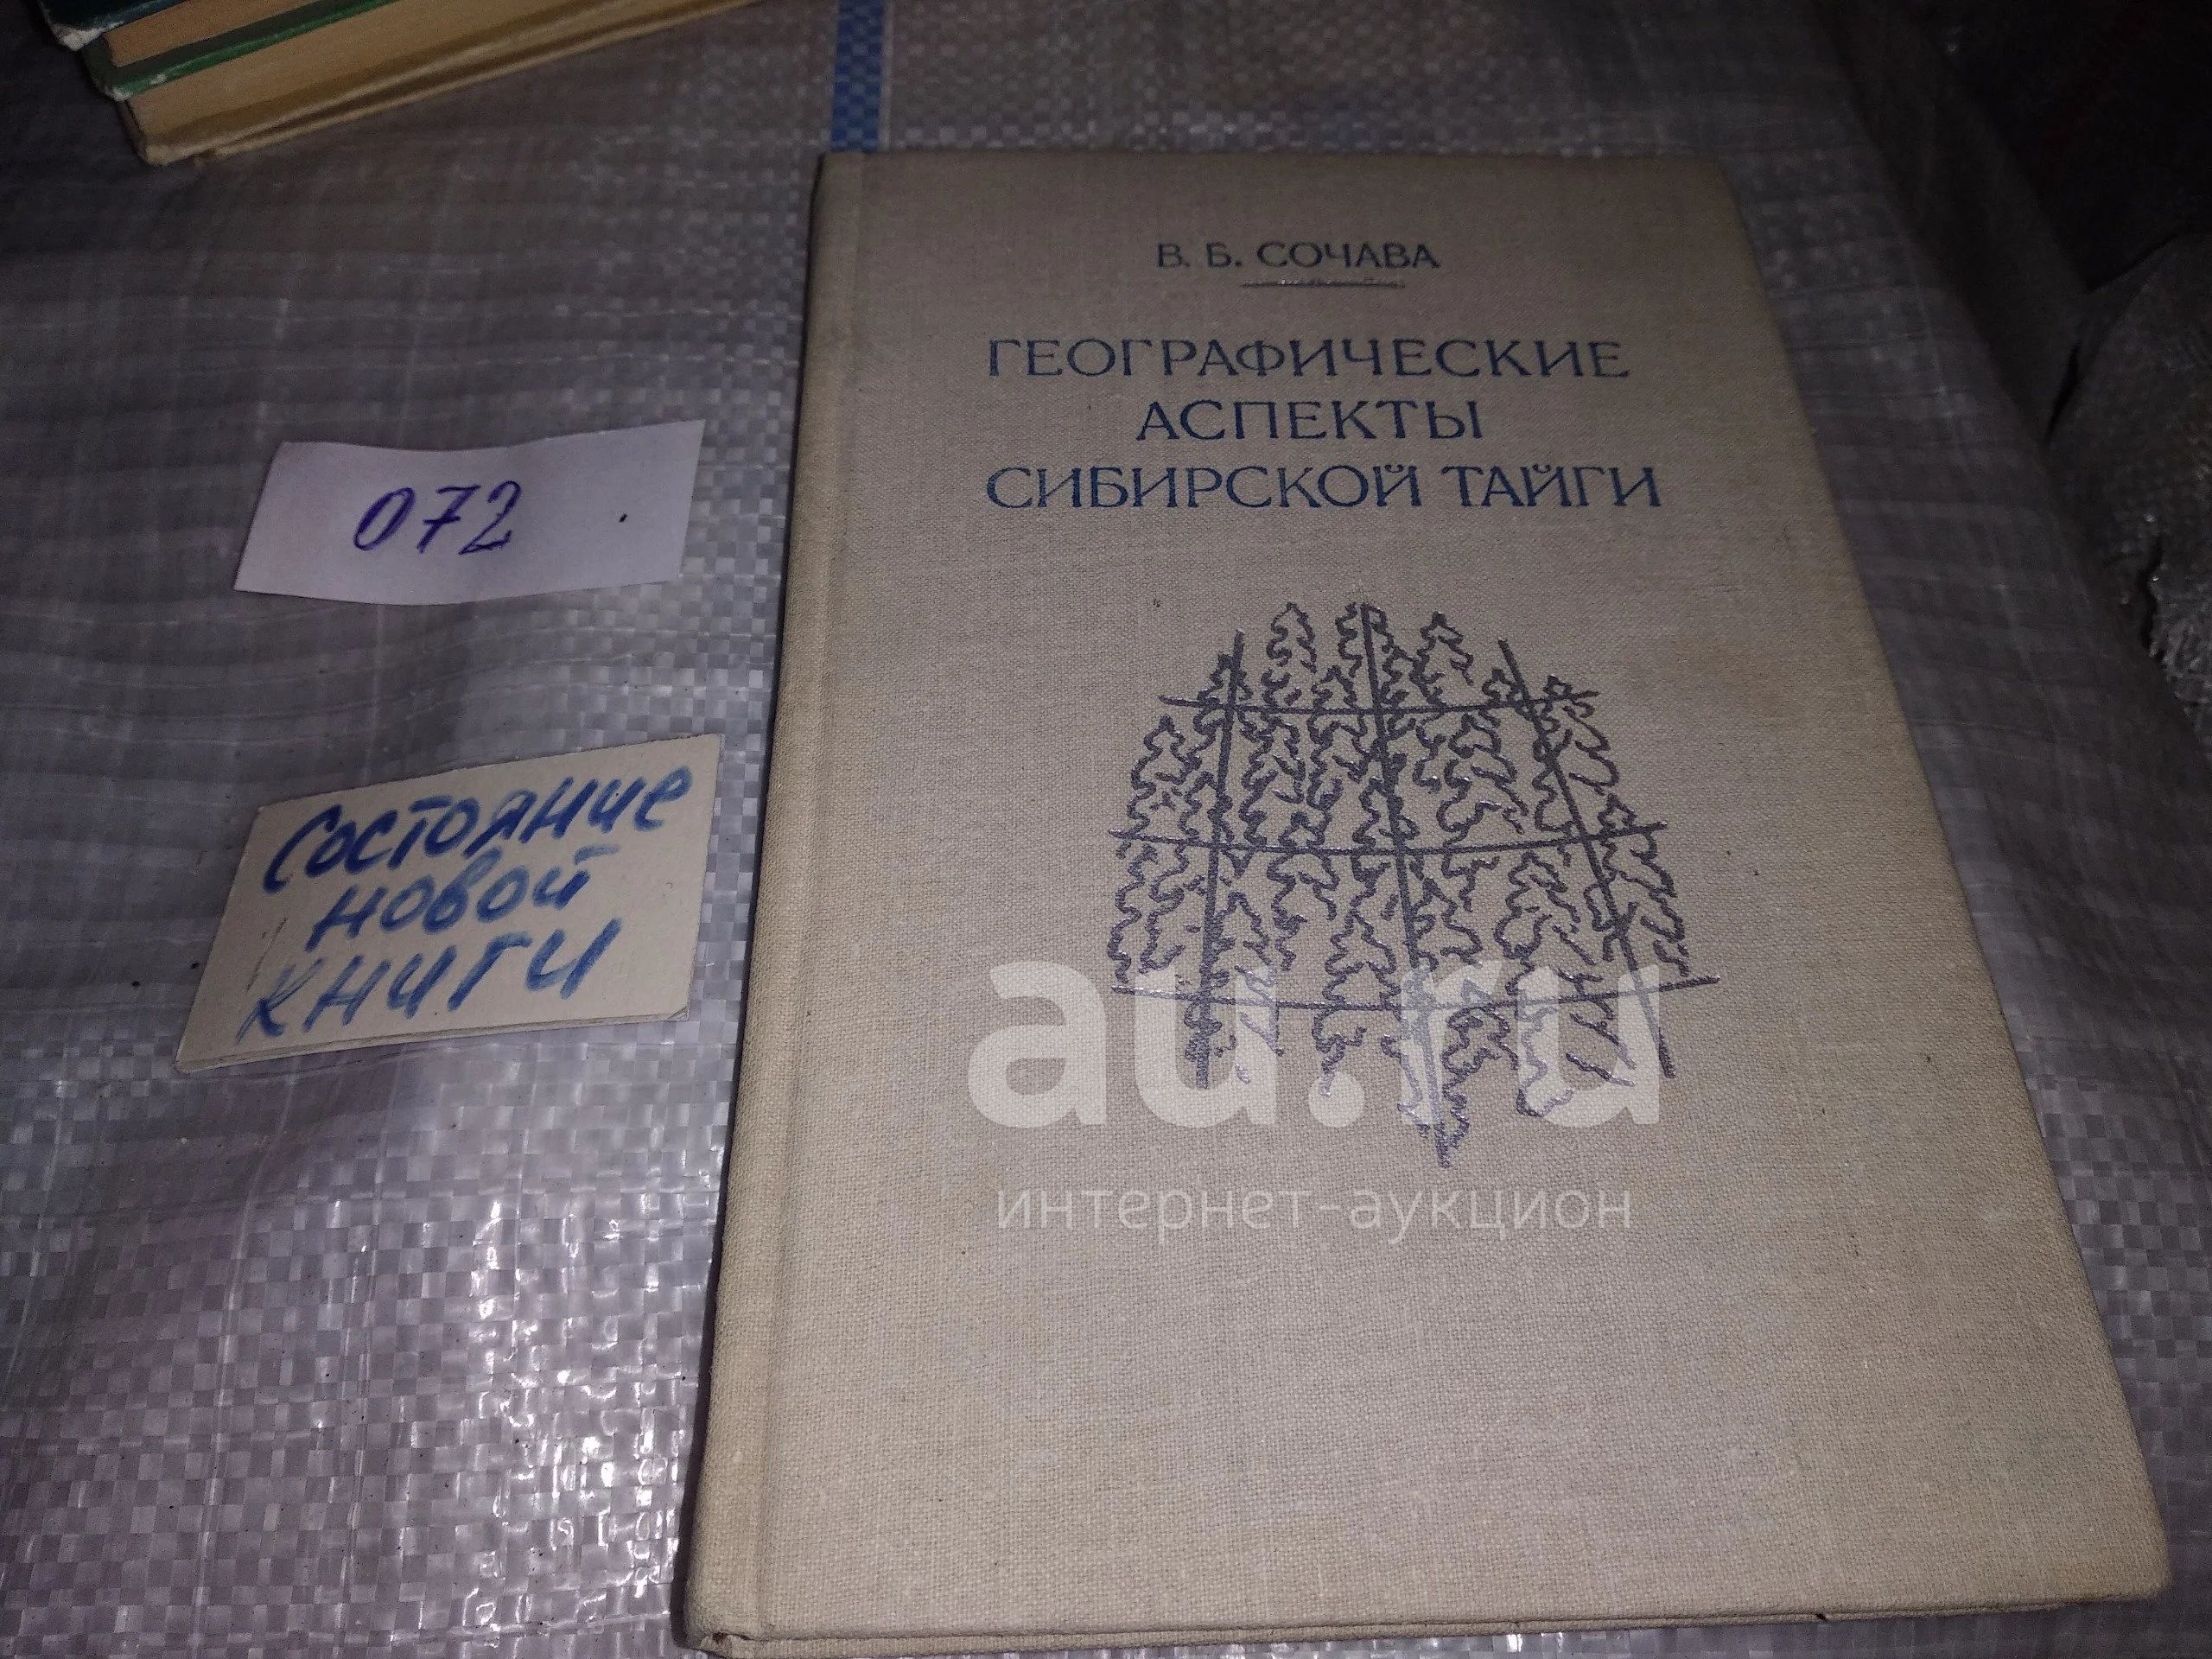 В. Б. СОЧАВА
ГЕОГРАФИЧЕСКИЕ
АСПЕКТЫ
СИБИРСКОЙ ТАЙГИ
072
Состояние
новой
книги
au.ru
интернет-аукцион